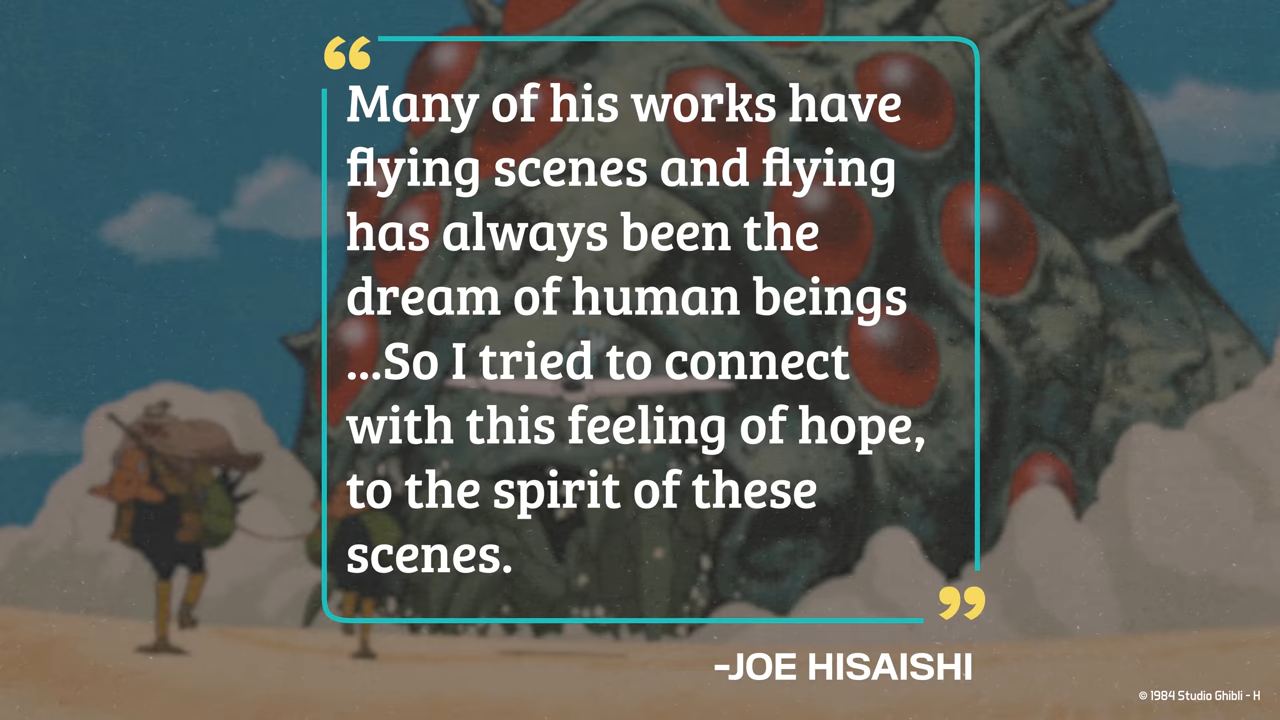 “
Many of his works have
flying scenes and flying
has always been the
dream of human beings
...So I tried to connect
with this feeling of hope,
to the spirit of these
scenes.
”
-JOE HISAISHI
© 1984 Studio Ghibli - H